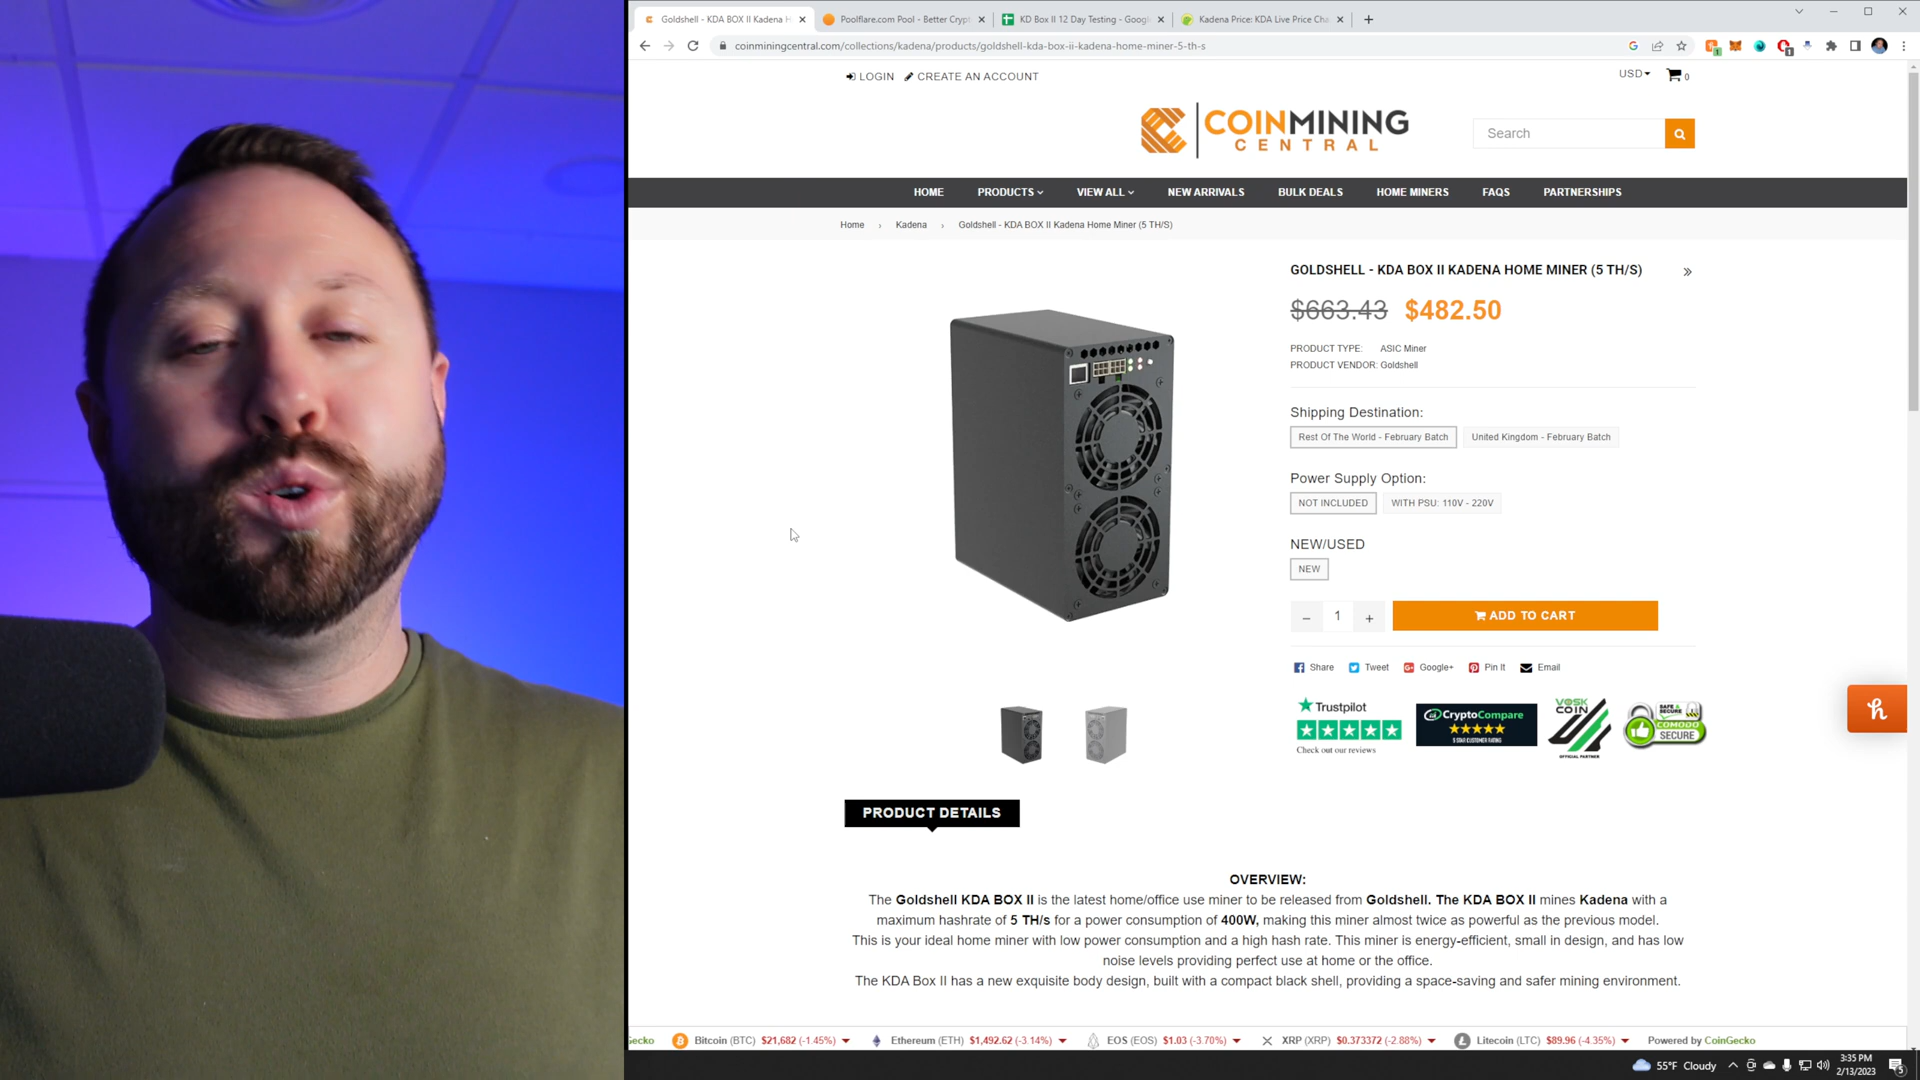 Goldshell - KDA BOX II Kadena H
Poolflare.com Pool - Better Crypt
KD Box II 12 Day Testing - Googl
Kadena Price: KDA Live Price Cha
coinminingcentral.com/collections/kadena/products/goldshell-kda-box-ii-kadena-home-miner-5-th-s
LOGIN CREATE AN ACCOUNT
USD 0
COINMINING
CENTRAL
Search
HOME PRODUCTS VIEW ALL NEW ARRIVALS BULK DEALS HOME MINERS FAQS PARTNERSHIPS
Home › Kadena › Goldshell - KDA BOX II Kadena Home Miner (5 TH/S)
GOLDSHELL - KDA BOX II KADENA HOME MINER (5 TH/S) »
$663.43 $482.50
PRODUCT TYPE: ASIC Miner
PRODUCT VENDOR: Goldshell
Shipping Destination:
Rest Of The World - February Batch United Kingdom - February Batch
Power Supply Option:
NOT INCLUDED WITH PSU: 110V - 220V
NEW/USED
NEW
− 1 + ADD TO CART
Share Tweet Google+ Pin It Email
Trustpilot
Check out our reviews
CryptoCompare
5 STAR CUSTOMER RATING
VOSK
COIN
OFFICIAL PARTNER
SAFE &
SECURE
COMODO
SECURE
h
PRODUCT DETAILS
OVERVIEW:
The Goldshell KDA BOX II is the latest home/office use miner to be released from Goldshell. The KDA BOX II mines Kadena with a
maximum hashrate of 5 TH/s for a power consumption of 400W, making this miner almost twice as powerful as the previous model.
This is your ideal home miner with low power consumption and a high hash rate. This miner is energy-efficient, small in design, and has low
noise levels providing perfect use at home or the office.
The KDA Box II has a new exquisite body design, built with a compact black shell, providing a space-saving and safer mining environment.
Gecko Bitcoin (BTC) $21,682 (-1.45%) Ethereum (ETH) $1,492.62 (-3.14%) EOS (EOS) $1.03 (-3.70%) XRP (XRP) $0.373372 (-2.88%) Litecoin (LTC) $89.96 (-4.35%) Powered by CoinGecko
55°F Cloudy
3:35 PM
2/13/2023
5